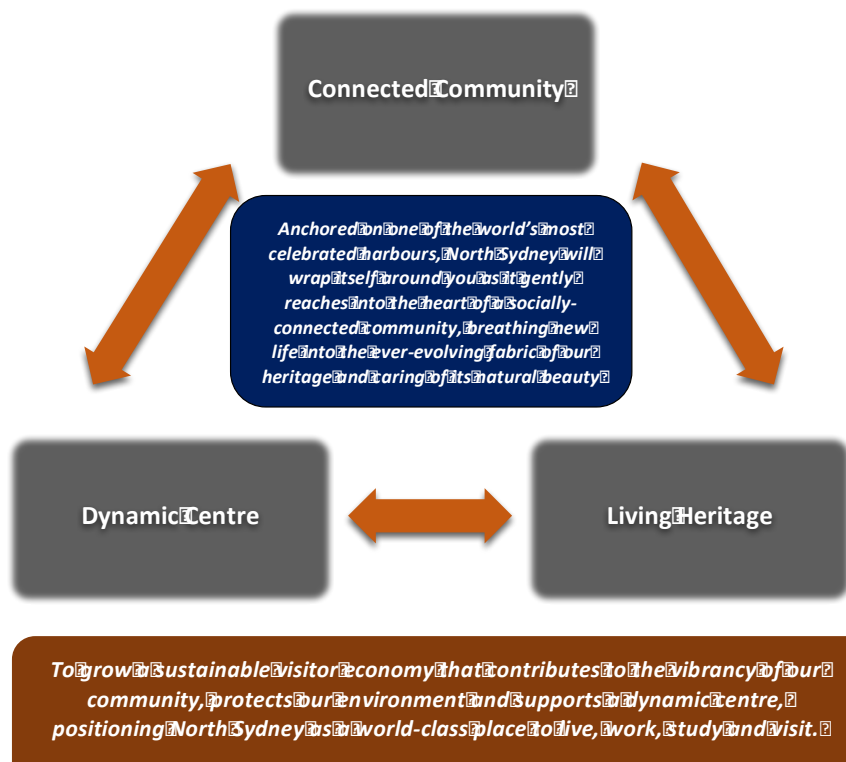 Connected Community
Anchored on one of the world's most
celebrated harbours, North Sydney will
wrap itself around you as it gently
reaches into the heart of a socially-
connected community, breathing new
life into the ever-evolving fabric of our
heritage and caring of its natural beauty
Dynamic Centre
Living Heritage
To grow a sustainable visitor economy that contributes to the vibrancy of our
community, protects our environment and supports a dynamic centre,
positioning North Sydney as a world-class place to live, work, study and visit.